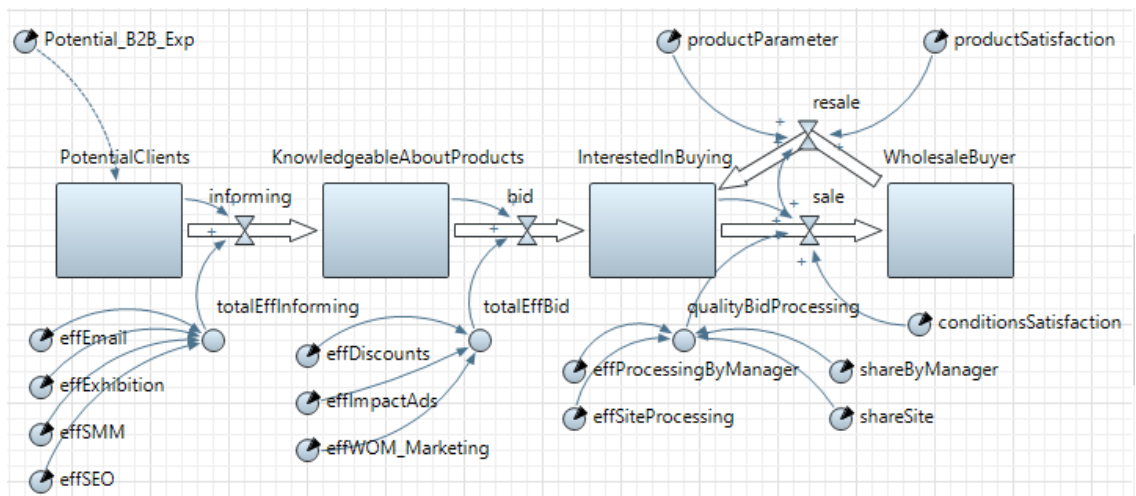 Potential_B2B_Exp
productParameter
productSatisfaction
resale
PotentialClients
KnowledgeableAboutProducts
InterestedInBuying
WholesaleBuyer
informing
bid
sale
totalEffInforming
totalEffBid
qualityBidProcessing
effEmail
effDiscounts
conditionsSatisfaction
effExhibition
effProcessingByManager
shareByManager
effImpactAds
effSMM
effSiteProcessing
shareSite
effWOM_Marketing
effSEO